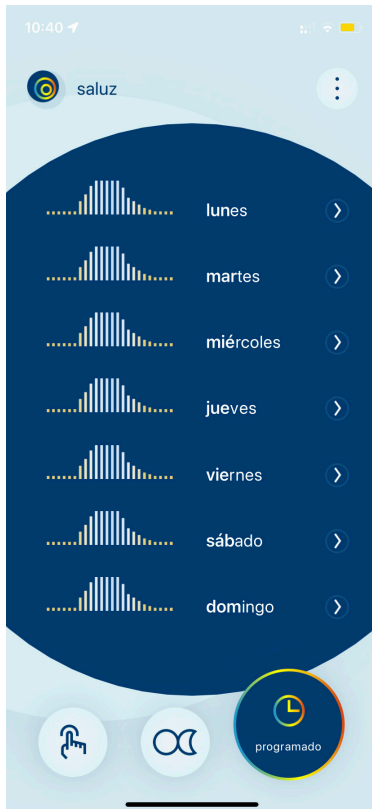 10:40
saluz
lunes
martes
miércoles
jueves
viernes
sábado
domingo
programado